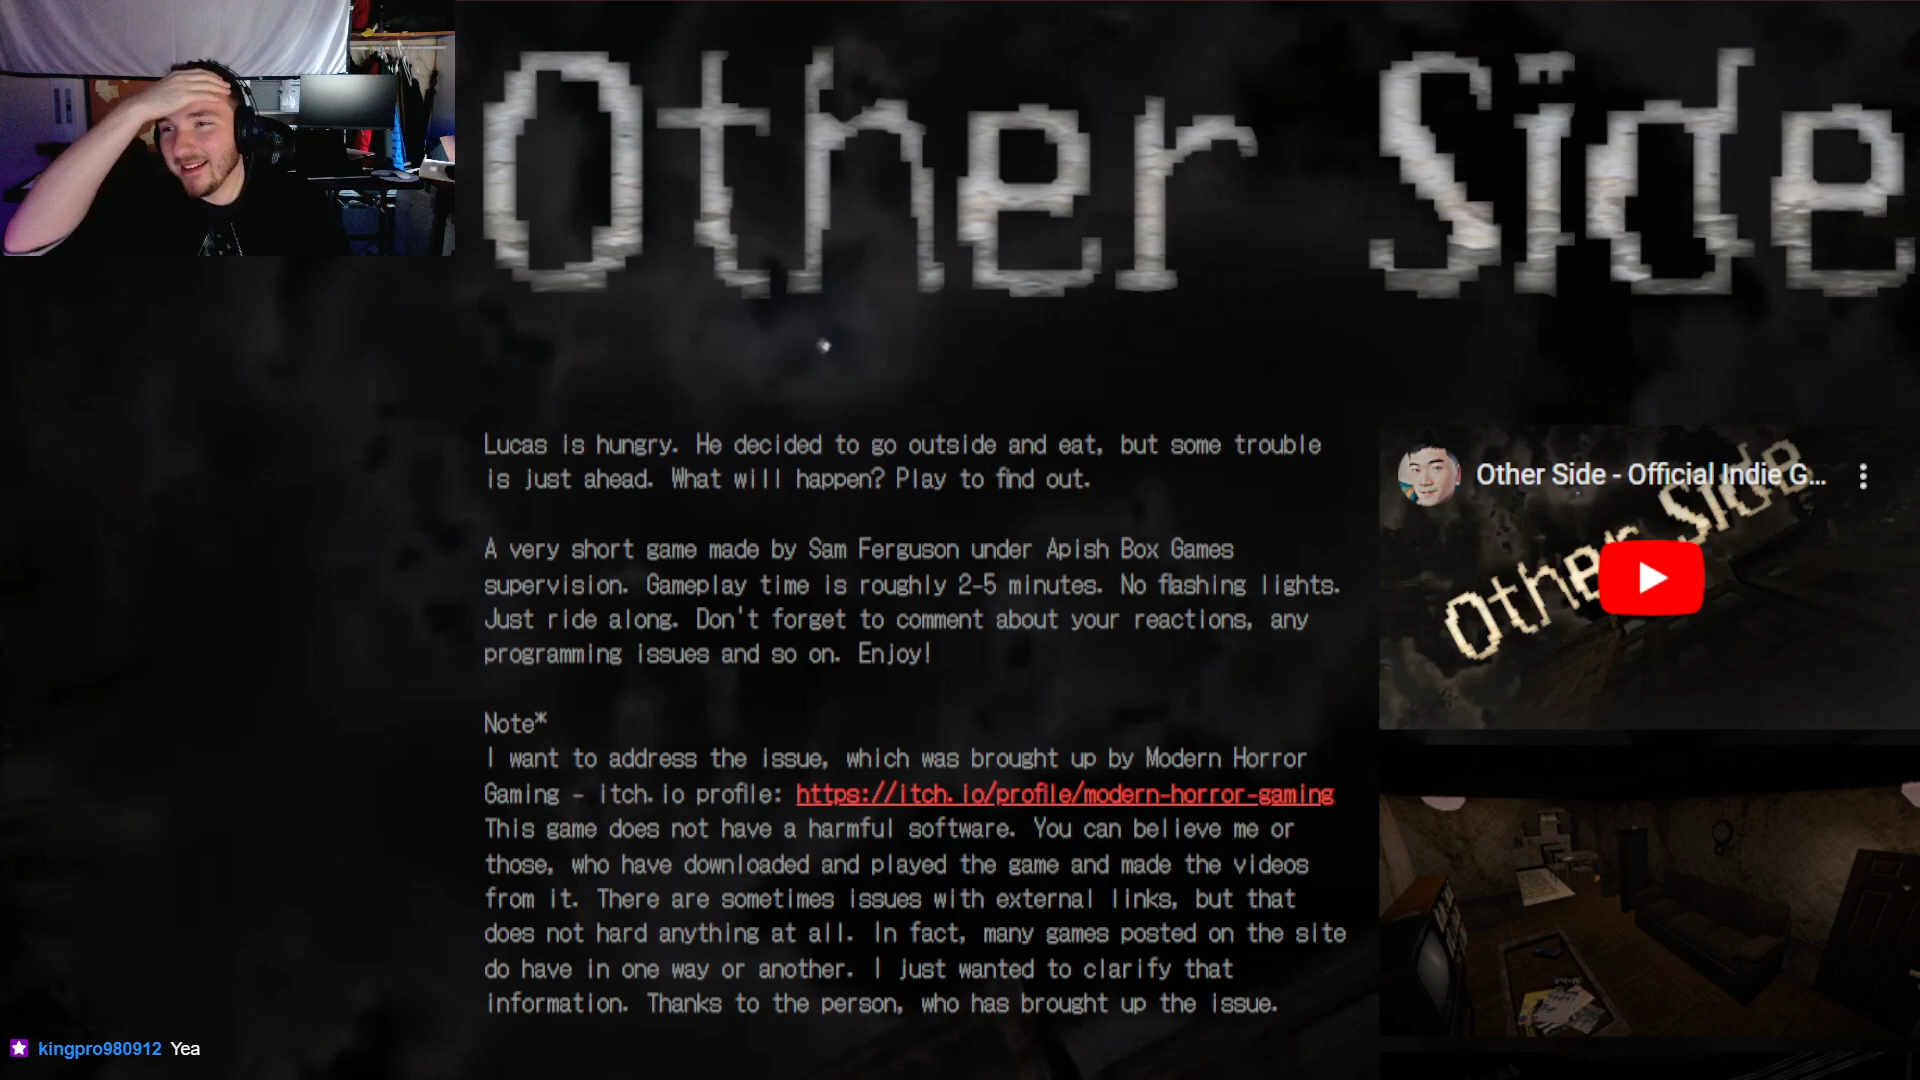 Other Side
Lucas is hungry. He decided to go outside and eat, but some trouble
is just ahead. What will happen? Play to find out.
A very short game made by Sam Ferguson under Apish Box Games
supervision. Gameplay time is roughly 2-5 minutes. No flashing lights.
Just ride along. Don't forget to comment about your reactions, any
programming issues and so on. Enjoy!
Note*
I want to address the issue, which was brought up by Modern Horror
Gaming - itch.io profile: https://itch.io/profile/modern-horror-gaming
This game does not have a harmful software. You can believe me or
those, who have downloaded and played the game and made the videos
from it. There are sometimes issues with external links, but that
does not hard anything at all. In fact, many games posted on the site
do have in one way or another. I just wanted to clarify that
information. Thanks to the person, who has brought up the issue.
Other Side - Official Indie G...
Other Side
kingpro980912 Yea